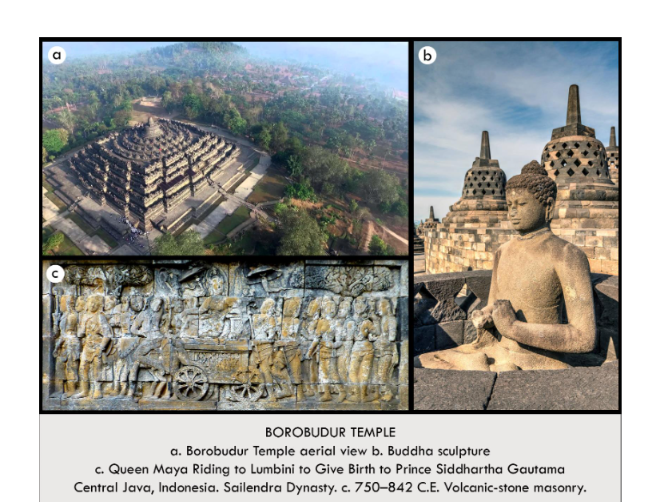 a
b
c
BOROBUDUR TEMPLE
a. Borobudur Temple aerial view b. Buddha sculpture
c. Queen Maya Riding to Lumbini to Give Birth to Prince Siddhartha Gautama
Central Java, Indonesia. Sailendra Dynasty. c. 750–842 C.E. Volcanic-stone masonry.